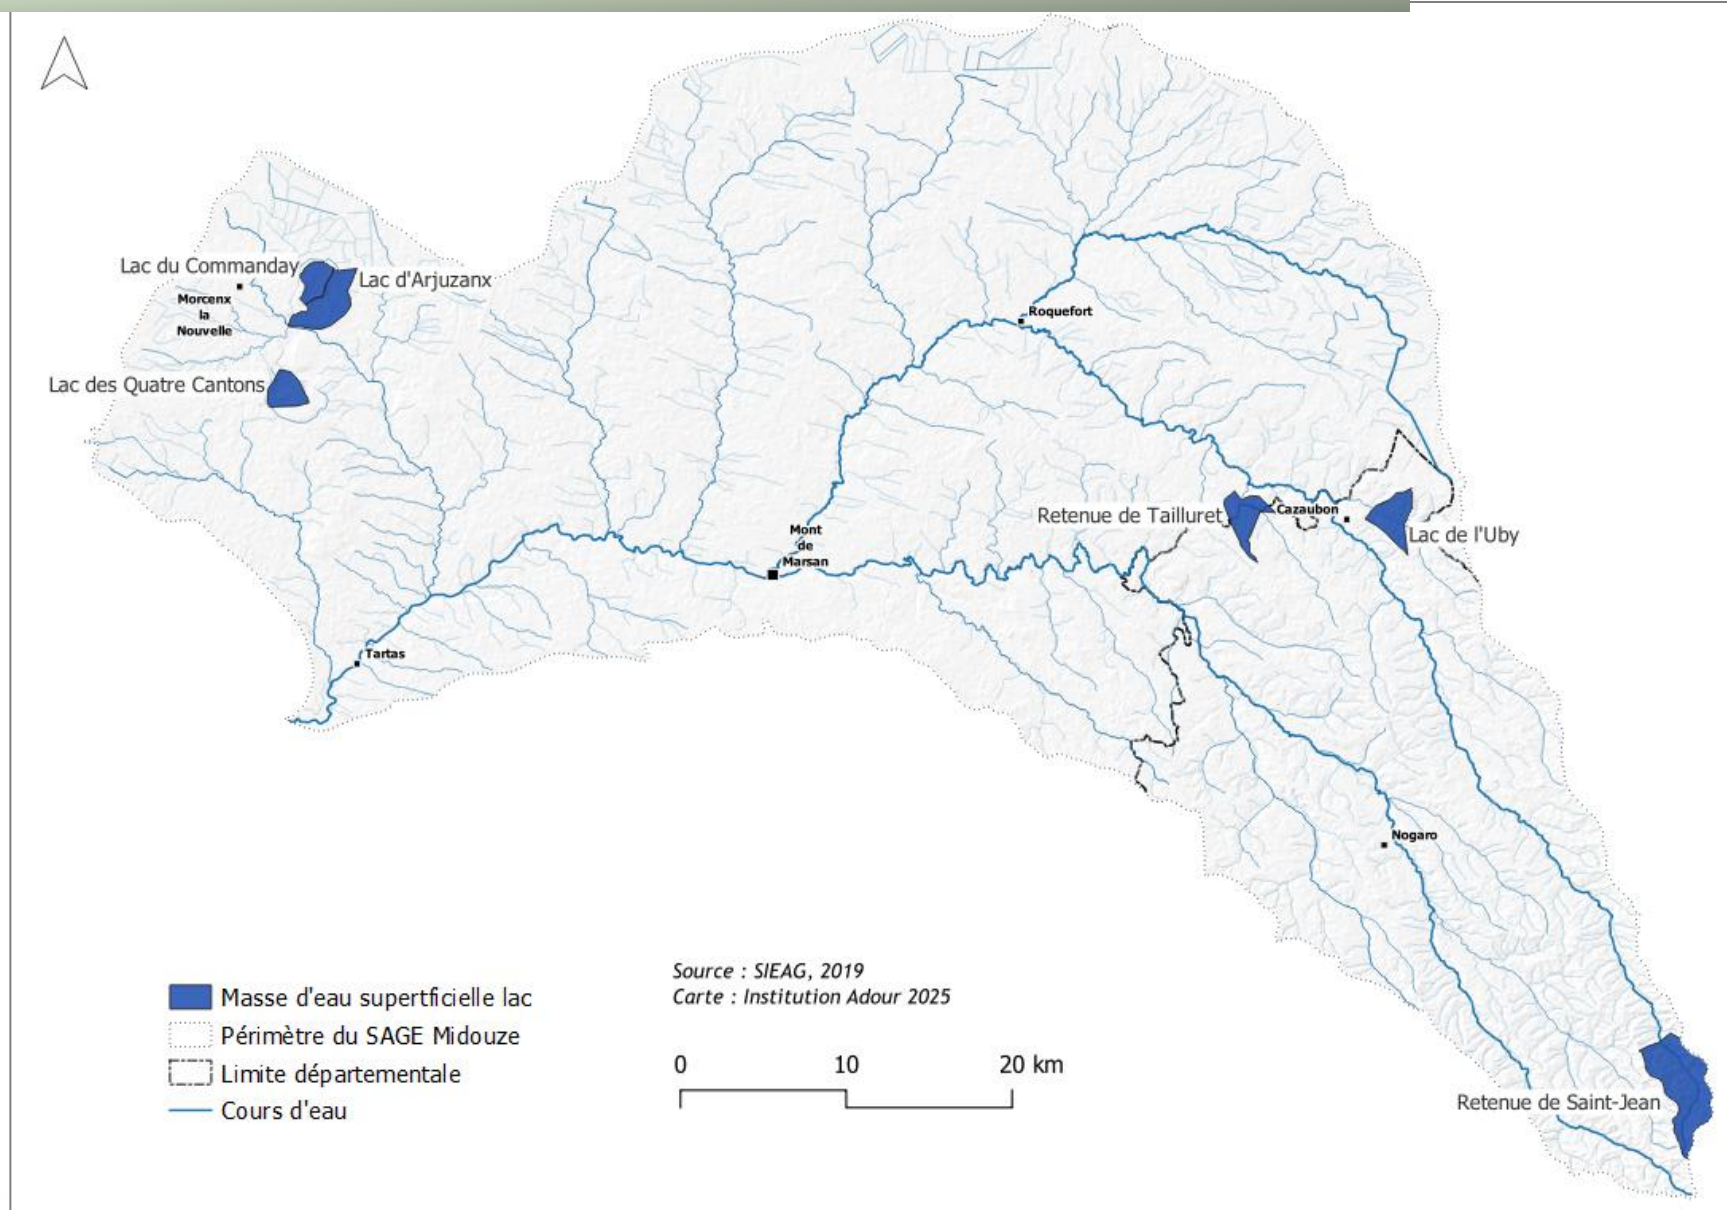 Lac du Commanday
Lac d'Arjuzanx
Morcenx
la
Nouvelle
Roquefort
Lac des Quatre Cantons
Retenue de Tailluret
Cazaubon
Lac de l'Uby
Mont
de
Marsan
Tartas
Nogaro
Source : SIEAG, 2019
Carte : Institution Adour 2025
Masse d'eau supertficielle lac
Périmètre du SAGE Midouze
Limite départementale
Cours d'eau
0 10 20 km
Retenue de Saint-Jean